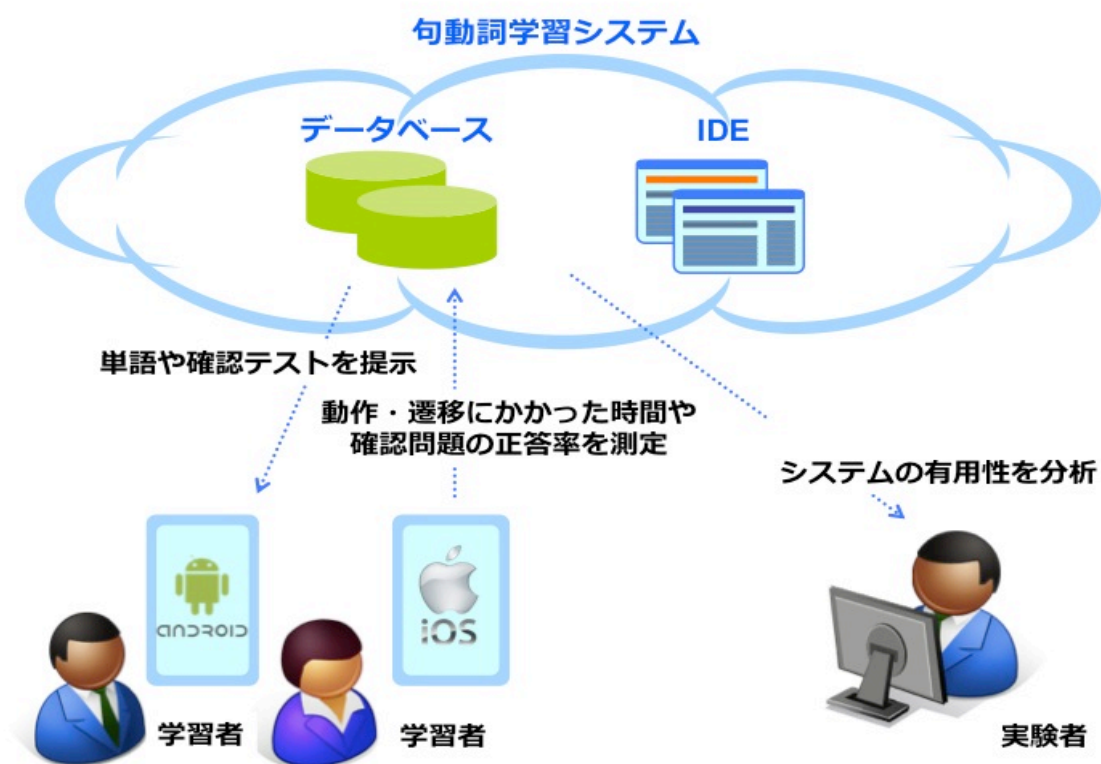 句動詞学習システム
データベース
IDE
単語や確認テストを提示
動作・遷移にかかった時間や
確認問題の正答率を測定
システムの有用性を分析
ANDROID
iOS
学習者
学習者
実験者